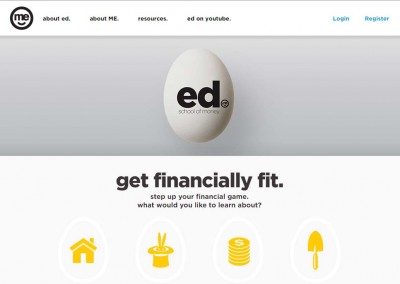 me
about ed.
about ME.
resources.
ed on youtube.
Login
Register
ed.
school of money
get financially fit.
step up your financial game.
what would you like to learn about?